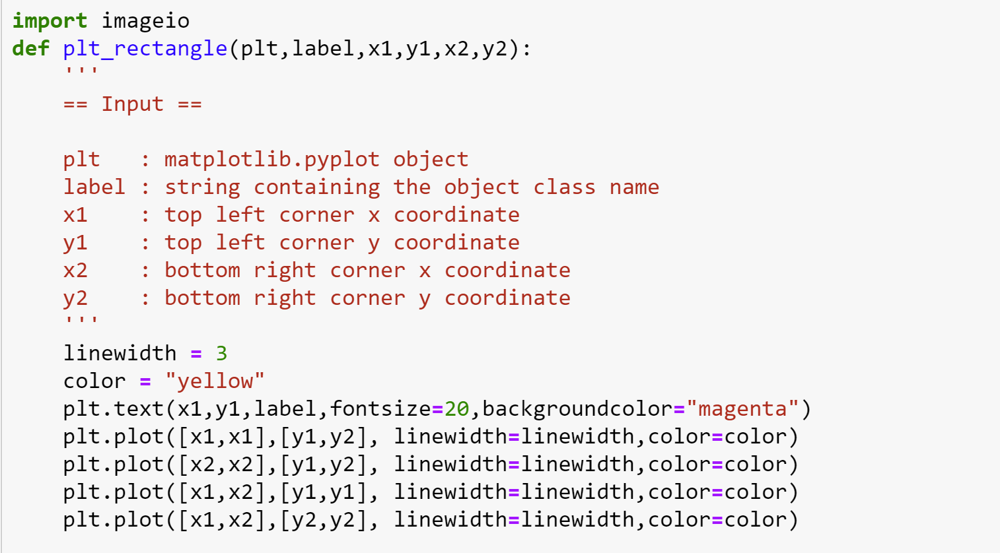 import imageio
def plt_rectangle(plt,label,x1,y1,x2,y2):
    '''
    == Input ==

    plt   : matplotlib.pyplot object
    label : string containing the object class name
    x1    : top left corner x coordinate
    y1    : top left corner y coordinate
    x2    : bottom right corner x coordinate
    y2    : bottom right corner y coordinate
    '''
    linewidth = 3
    color = "yellow"
    plt.text(x1,y1,label,fontsize=20,backgroundcolor="magenta")
    plt.plot([x1,x1],[y1,y2], linewidth=linewidth,color=color)
    plt.plot([x2,x2],[y1,y2], linewidth=linewidth,color=color)
    plt.plot([x1,x2],[y1,y1], linewidth=linewidth,color=color)
    plt.plot([x1,x2],[y2,y2], linewidth=linewidth,color=color)